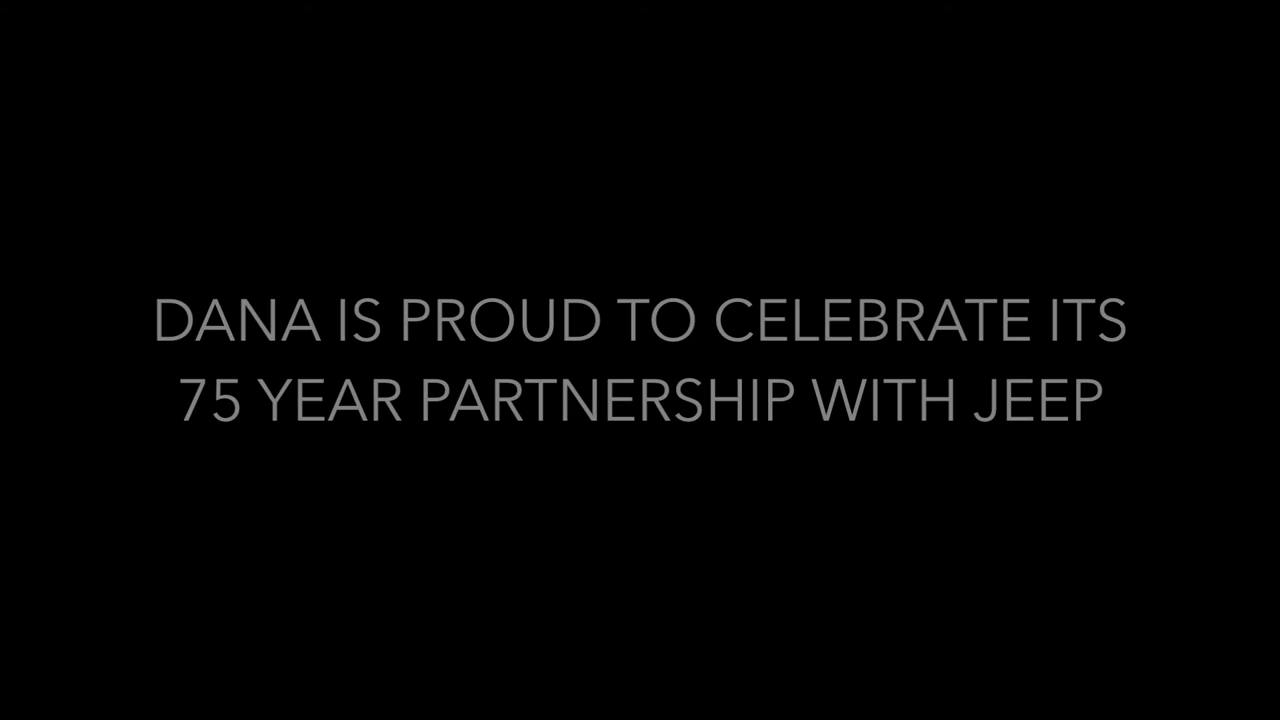 DANA IS PROUD TO CELEBRATE ITS
75 YEAR PARTNERSHIP WITH JEEP